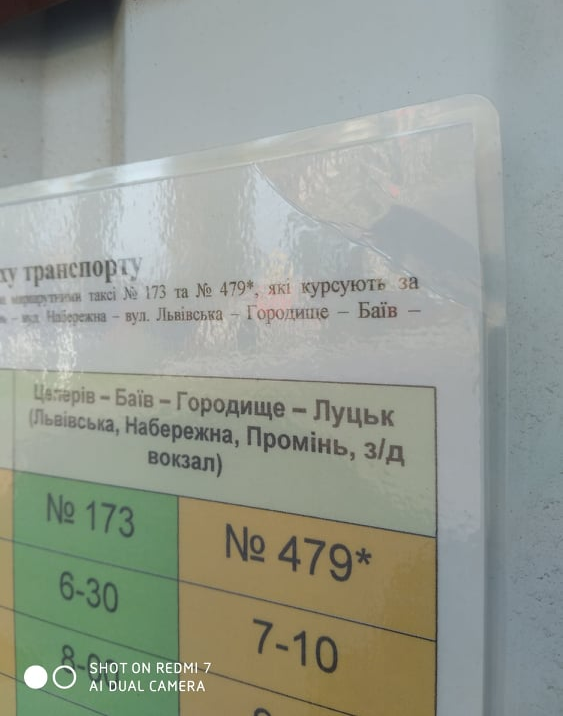 ху транспорту
маршрутними таксі № 173 та № 479*, які курсують за
Набережна – вул. Львівська – Городище – Баїв –
Цеперів – Баїв – Городище – Луцьк
(Львівська, Набережна, Промінь, з/д
вокзал)
№ 173
№ 479*
6-30
7-10
8-00
SHOT ON REDMI 7
AI DUAL CAMERA